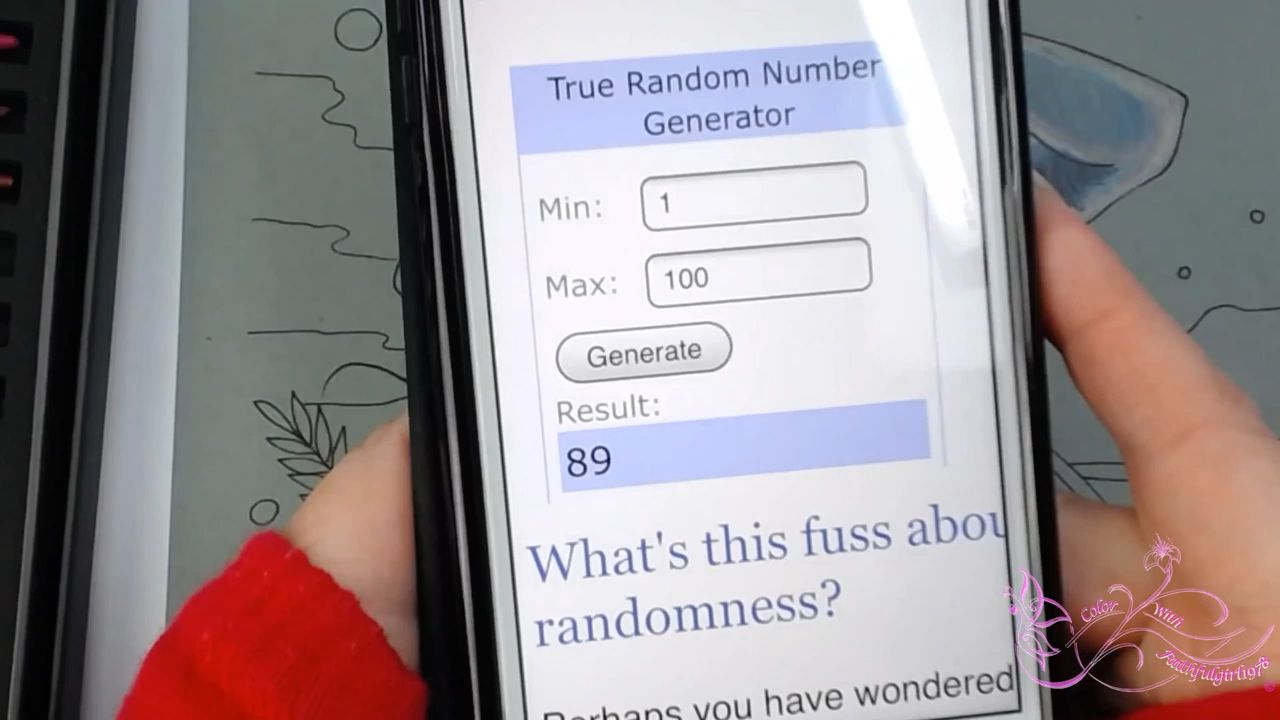 True Random Number
Generator
Min: 1
Max: 100
Generate
Result:
89
What's this fuss abou
randomness?
Perhaps you have wondered
Color With
Faithfulgirl1978